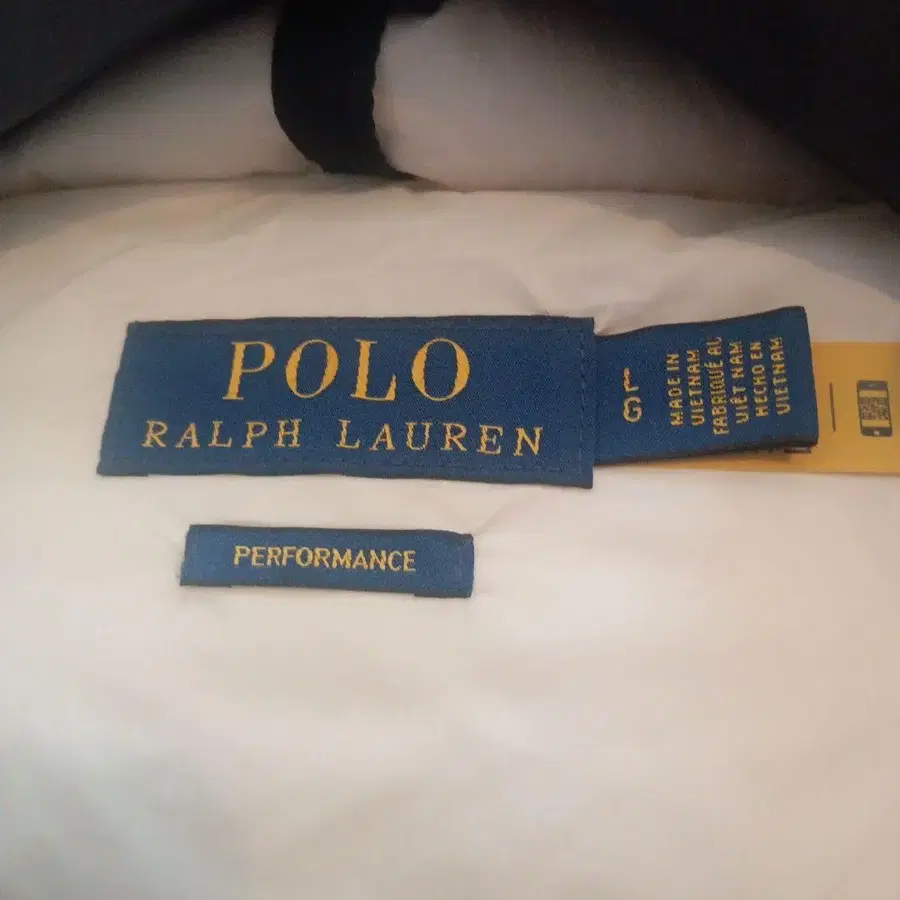 POLO
RALPH LAUREN
L
G
MADE IN
VIETNAM
FABRIQUÉ AU
VIÊT NAM
HECHO EN
VIETNAM
PERFORMANCE